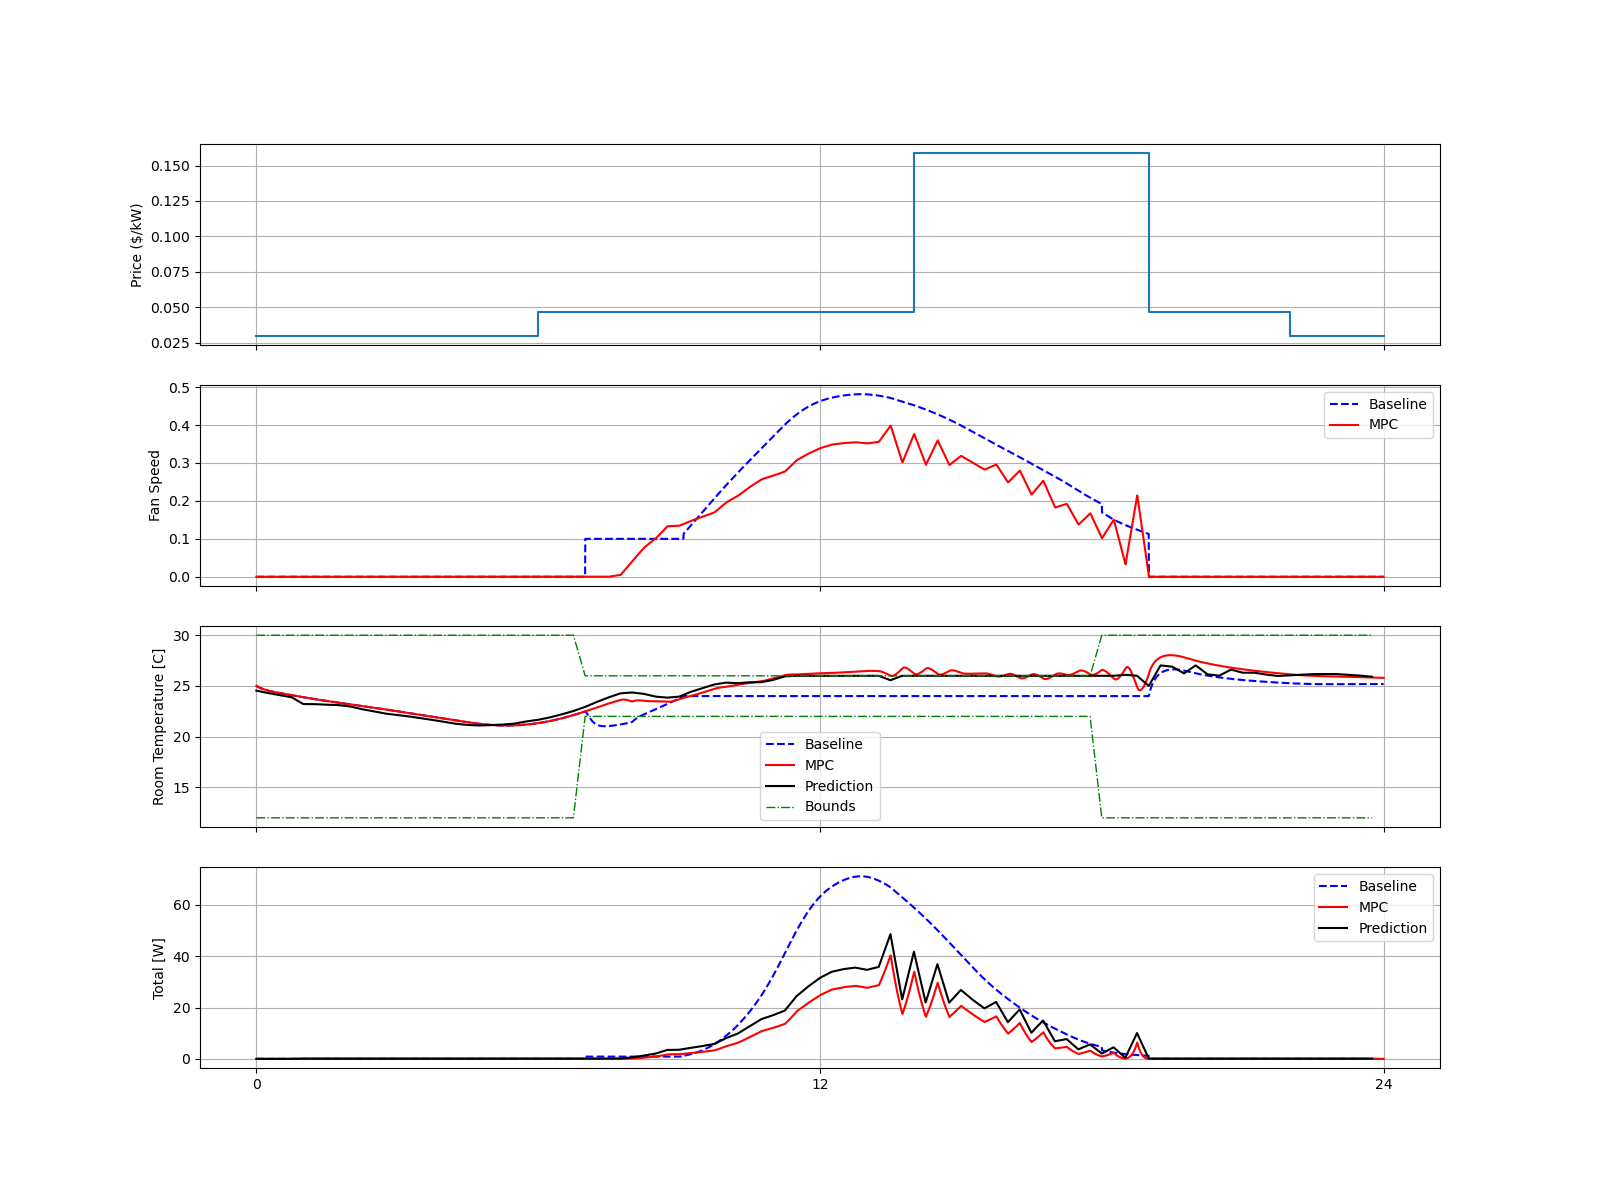 Price ($/kW)
0.150
0.125
0.100
0.075
0.050
0.025
Fan Speed
0.5
0.4
0.3
0.2
0.1
0.0
Baseline
MPC
Room Temperature [C]
30
25
20
15
Baseline
MPC
Prediction
Bounds
Total [W]
60
40
20
0
Baseline
MPC
Prediction
0 12 24